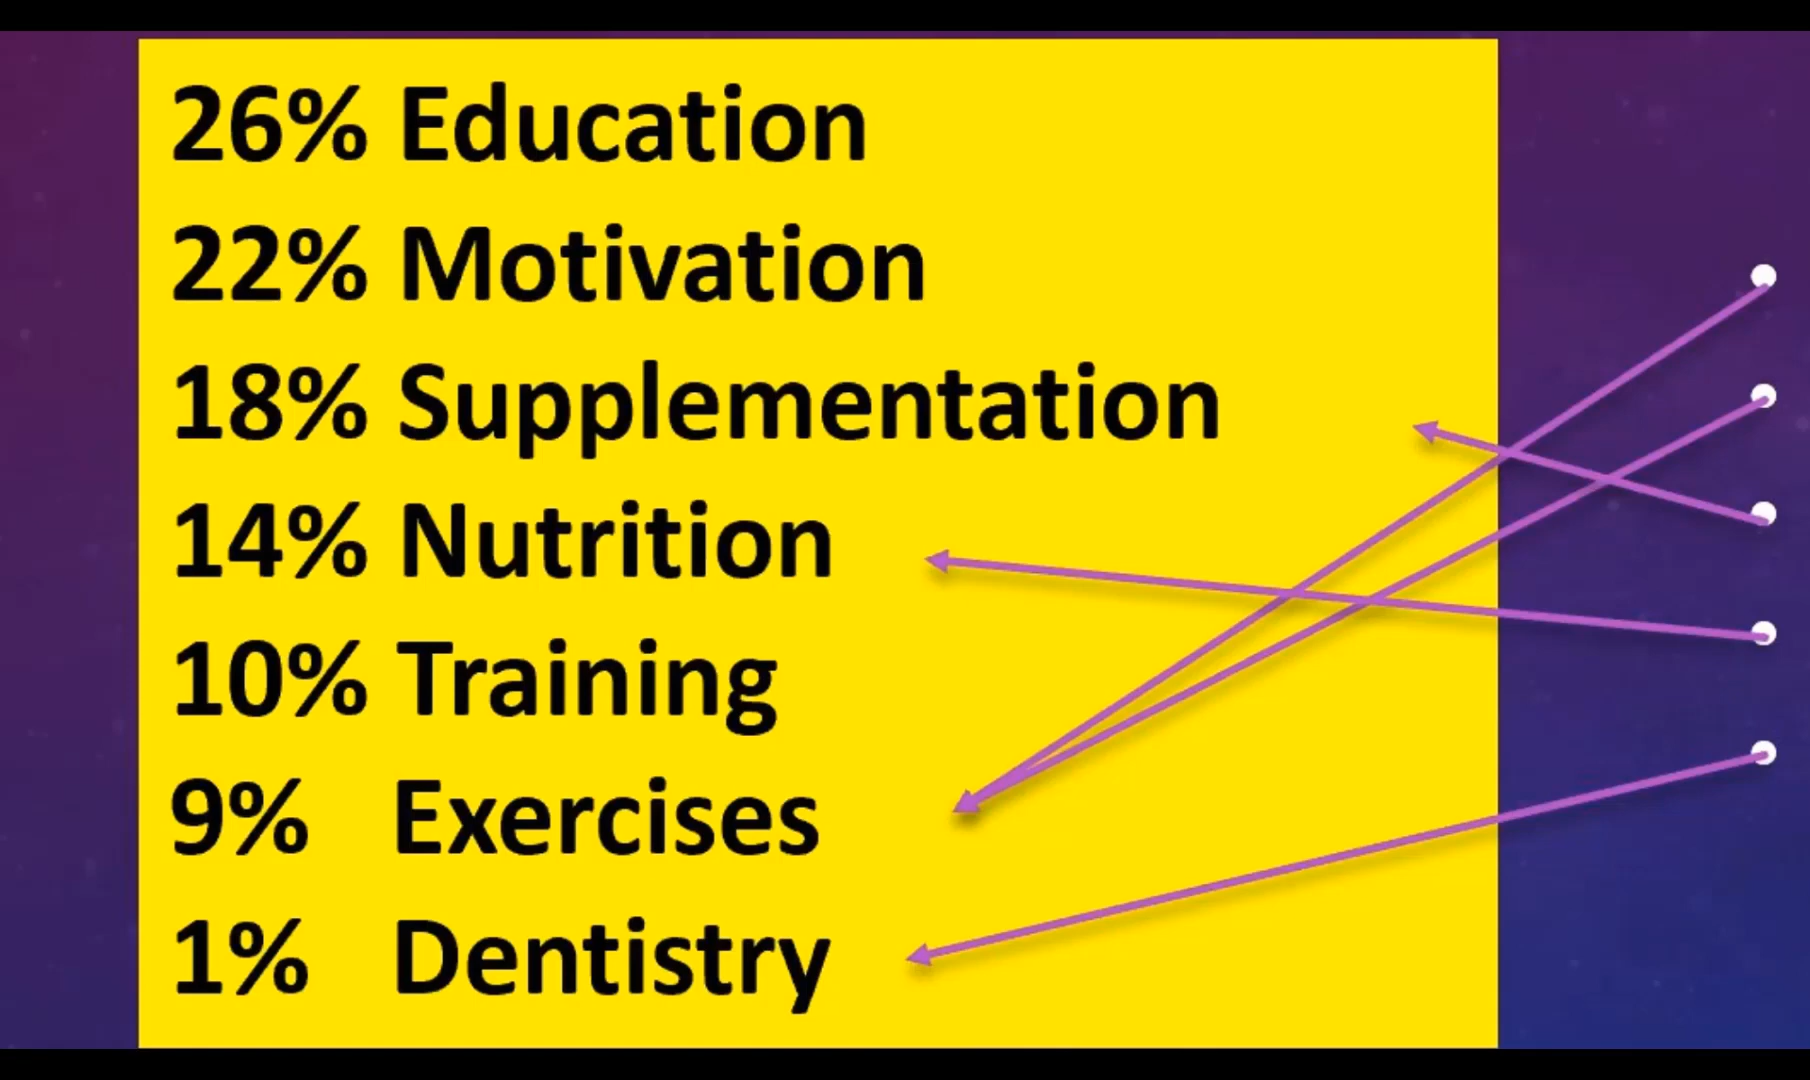 26% Education
22% Motivation
18% Supplementation
14% Nutrition
10% Training
9% Exercises
1% Dentistry